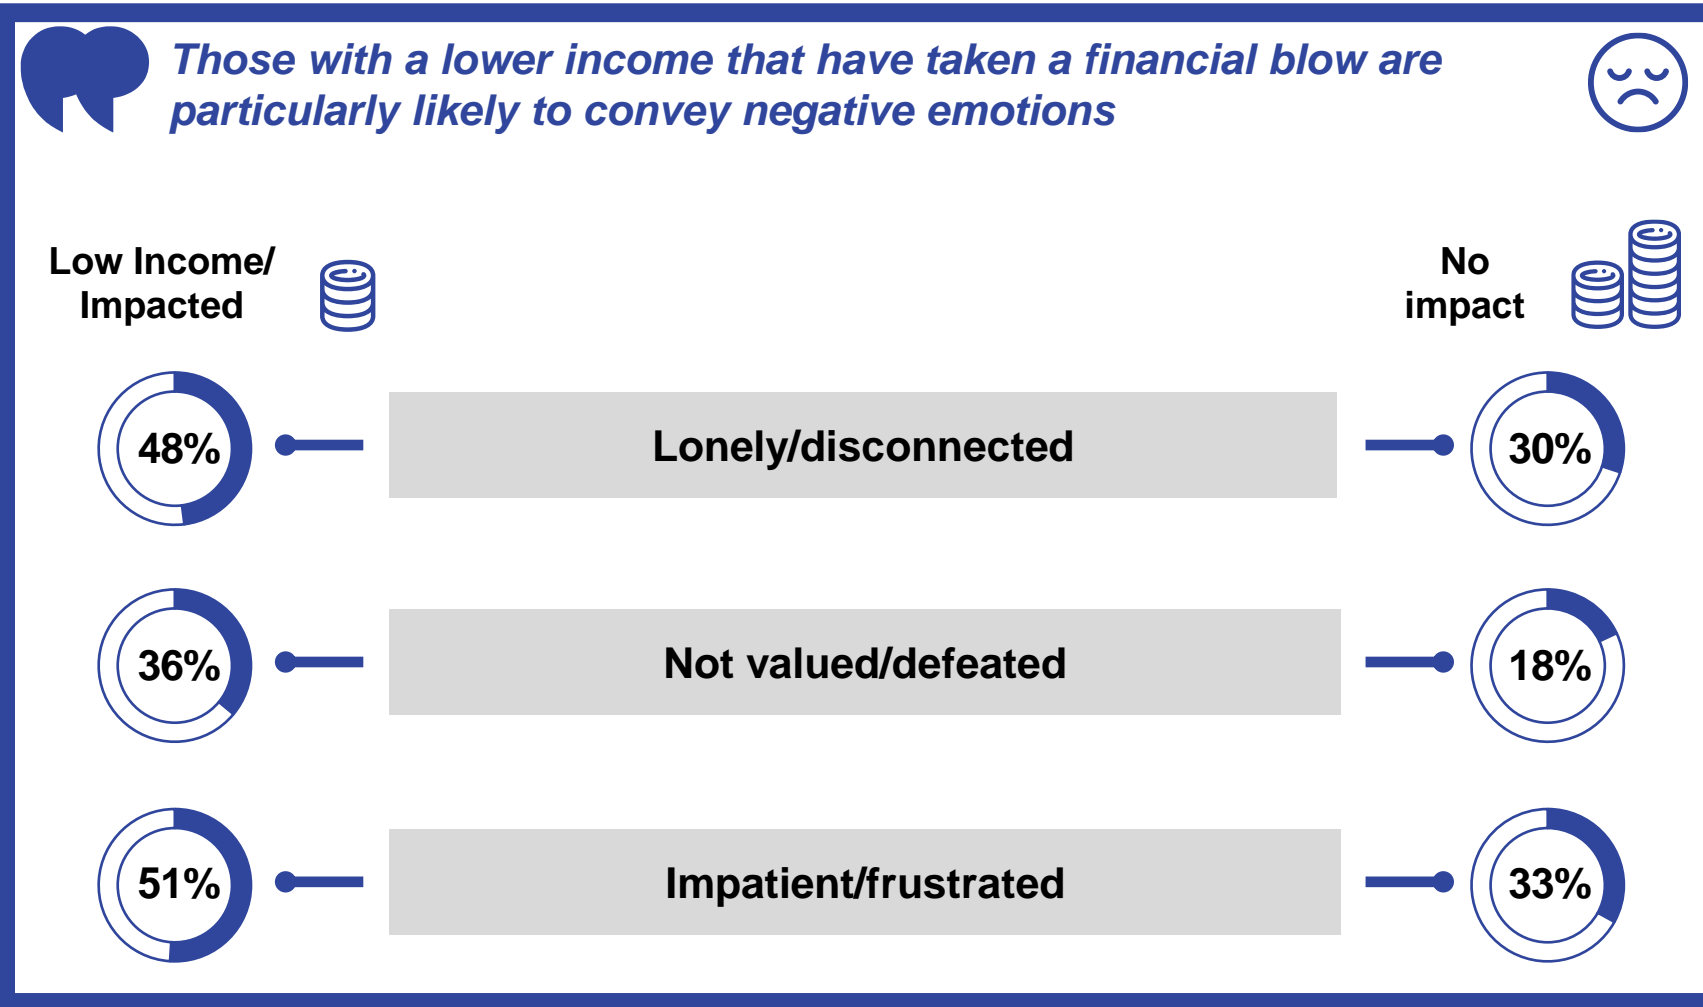 Those with a lower income that have taken a financial blow are
particularly likely to convey negative emotions
Low Income/
Impacted
No
impact
48%
Lonely/disconnected
30%
36%
Not valued/defeated
18%
51%
Impatient/frustrated
33%